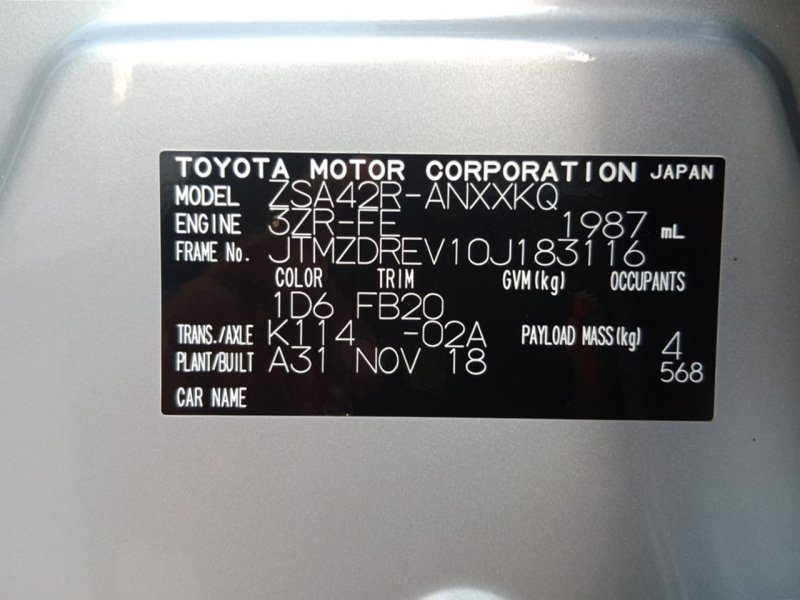 TOYOTA MOTOR CORPORATION JAPAN
MODEL ZSA42R-ANXXKQ
ENGINE 3ZR-FE 1987 mL
FRAME No. JTMZDREV10J183116
COLOR TRIM GVM(kg) OCCUPANTS
1D6 FB20
TRANS./AXLE K114 -02A PAYLOAD MASS(kg) 4
PLANT/BUILT A31 NOV 18 568
CAR NAME